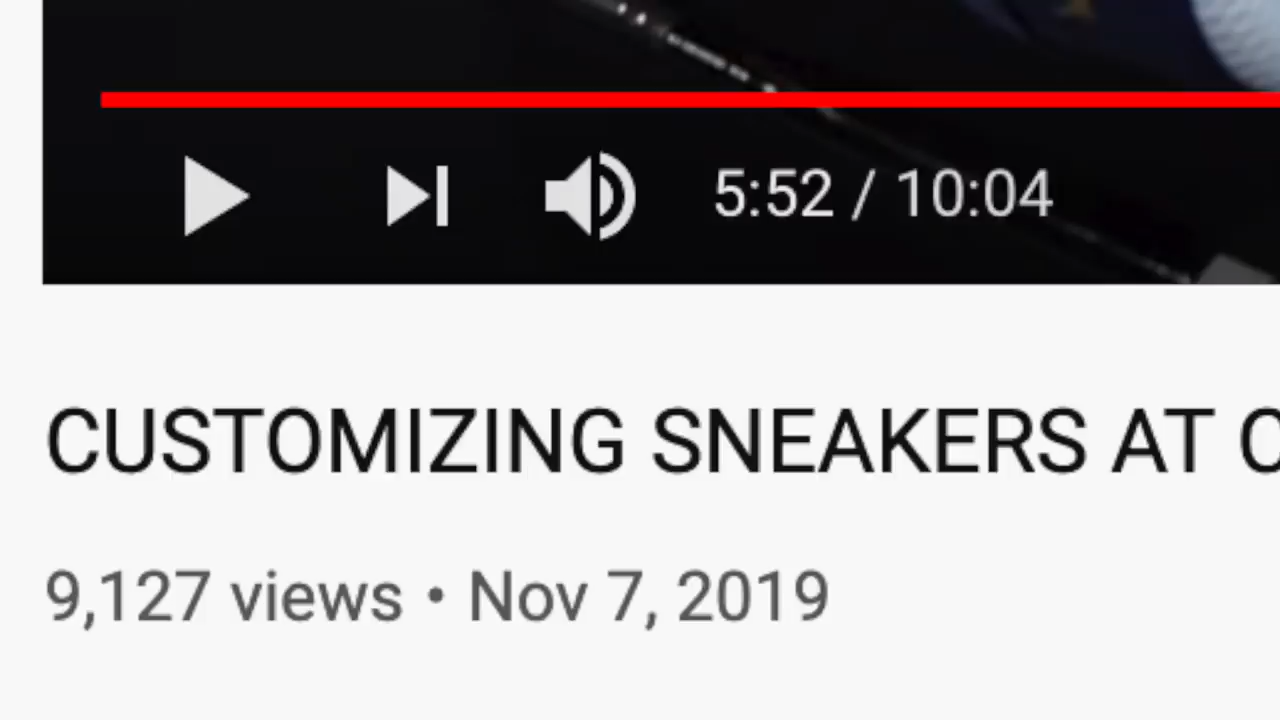 5:52 / 10:04
CUSTOMIZING SNEAKERS AT
9,127 views • Nov 7, 2019